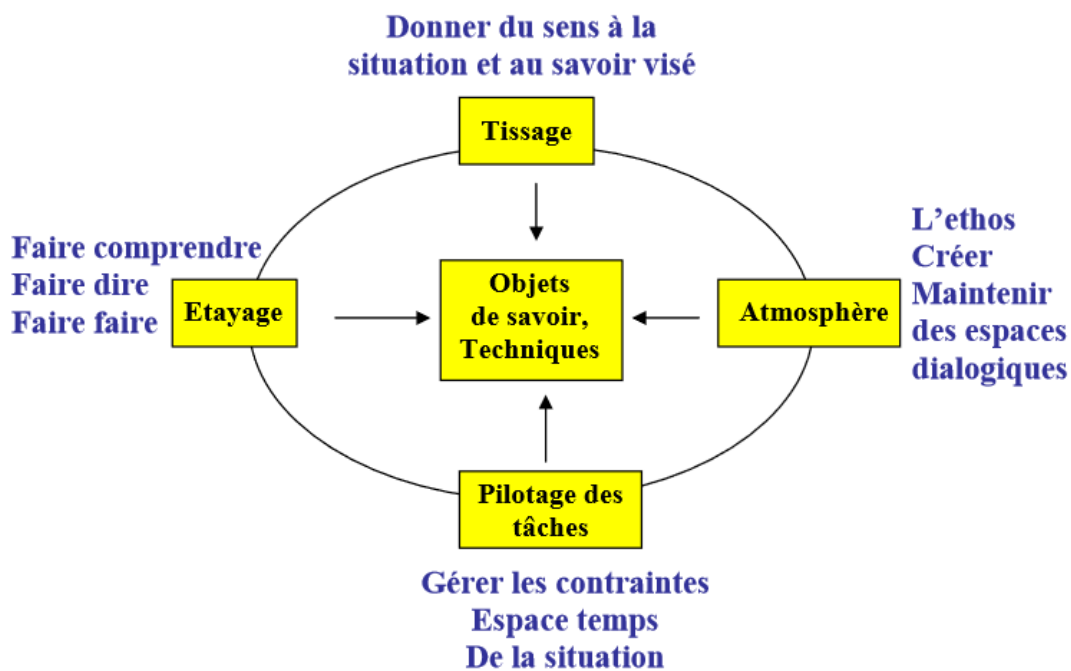 Donner du sens à la
situation et au savoir visé
Tissage
Faire comprendre
Faire dire
Faire faire
Etayage
Objets
de savoir,
Techniques
Atmosphère
L’ethos
Créer
Maintenir
des espaces
dialogiques
Pilotage des
tâches
Gérer les contraintes
Espace temps
De la situation